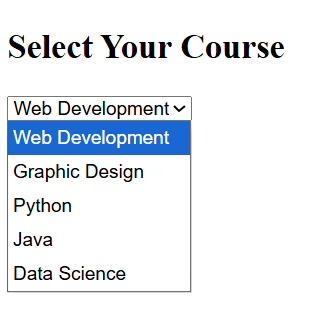 Select Your Course
Web Development
Web Development
Graphic Design
Python
Java
Data Science